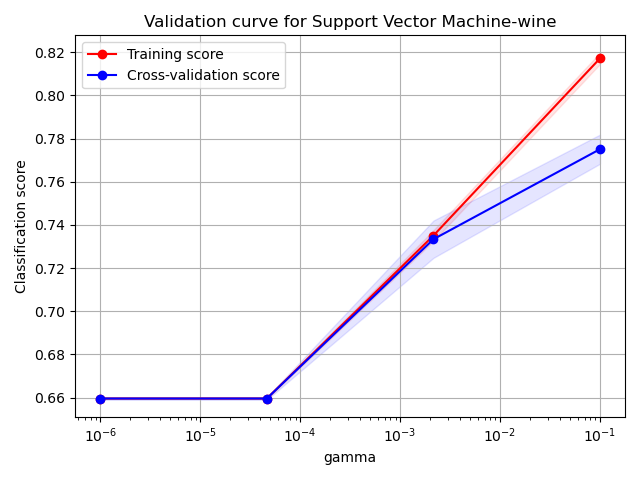 Validation curve for Support Vector Machine-wine
Training score
Cross-validation score
Classification score
0.82
0.80
0.78
0.76
0.74
0.72
0.70
0.68
0.66
10⁻⁶ 10⁻⁵ 10⁻⁴ 10⁻³ 10⁻² 10⁻¹
gamma